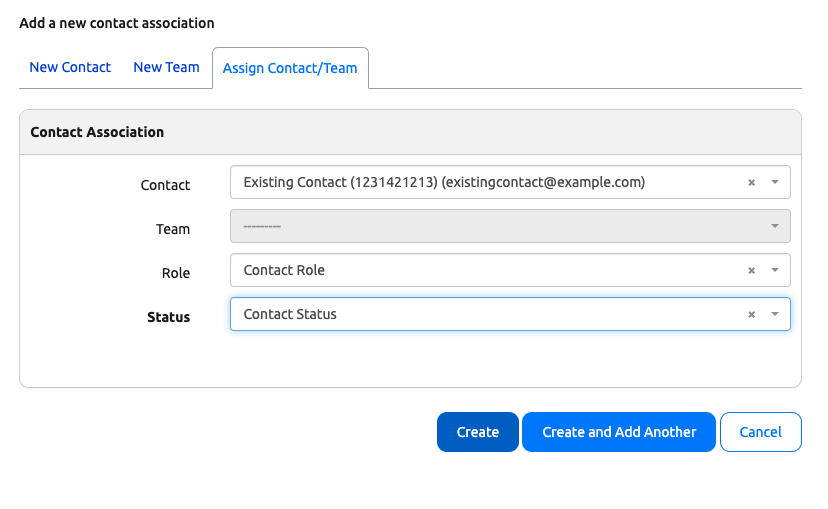 Add a new contact association
New Contact New Team Assign Contact/Team
Contact Association
Contact Existing Contact (1231421213) (existingcontact@example.com) ×
Team ---------
Role Contact Role ×
Status Contact Status ×
Create Create and Add Another Cancel